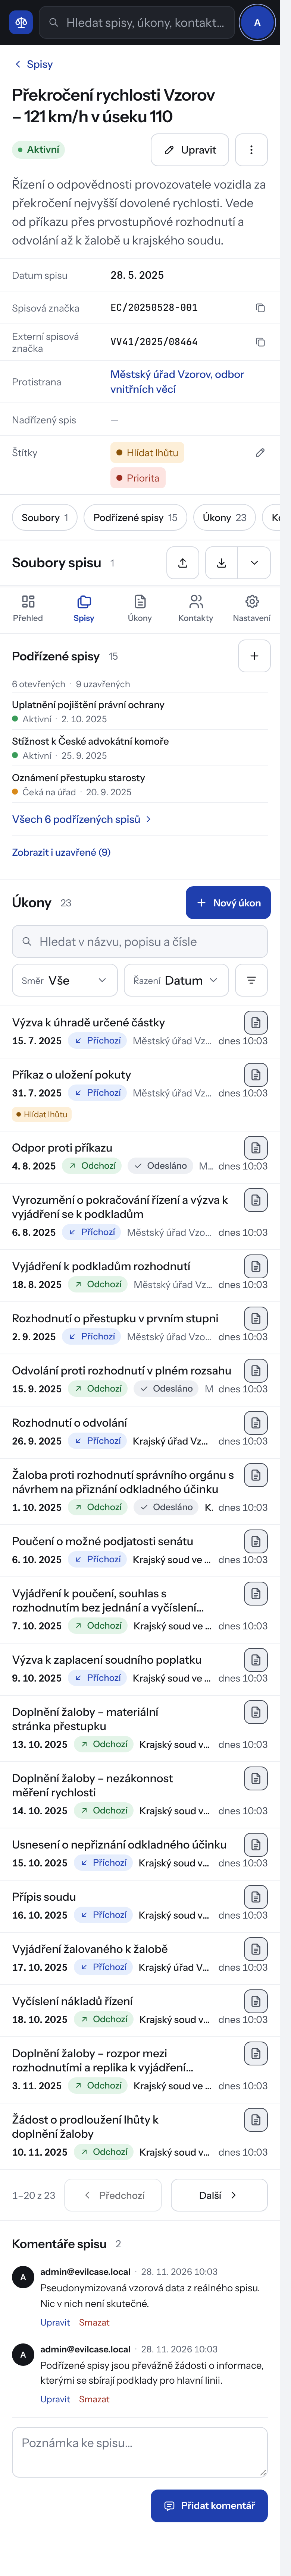 Hledat spisy, úkony, kontakt...
A
Spisy
Překročení rychlosti Vzorov
– 121 km/h v úseku 110
Aktivní
Upravit
Řízení o odpovědnosti provozovatele vozidla za
překročení nejvyšší dovolené rychlosti. Vede
od příkazu přes prvostupňové rozhodnutí a
odvolání až k žalobě u krajského soudu.
Datum spisu
28. 5. 2025
Spisová značka
EC/20250528-001
Externí spisová
značka
VV41/2025/08464
Protistrana
Městský úřad Vzorov, odbor
vnitřních věcí
Nadřízený spis
—
Štítky
Hlídat lhůtu
Priorita
Soubory 1
Podřízené spisy 15
Úkony 23
Soubory spisu 1
Přehled
Spisy
Úkony
Kontakty
Nastavení
Podřízené spisy 15
6 otevřených · 9 uzavřených
Uplatnění pojištění právní ochrany
Aktivní · 2. 10. 2025
Stížnost k České advokátní komoře
Aktivní · 25. 9. 2025
Oznámení popuštění starosty
Čeká na úřad · 20. 9. 2025
Všech 6 podřízených spisů
Zobrazit i uzavřené (9)
Úkony 23
Nový úkon
Hledat v názvu, popisu a čísle
Směr Vše
Řazení Datum
Výzva k úhradě určené částky
15. 7. 2025 Příchozí Městský úřad Vz... dnes 10:03
Příkaz o uložení pokuty
31. 7. 2025 Příchozí Městský úřad Vz... dnes 10:03
Hlídat lhůtu
Odpor proti příkazu
4. 8. 2025 Odchozí Odesláno M... dnes 10:03
Vyrozumění o pokračování řízení a výzva k
vyjádření se k podkladům
6. 8. 2025 Příchozí Městský úřad Vzo... dnes 10:03
Vyjádření k podkladům rozhodnutí
18. 8. 2025 Odchozí Městský úřad Vz... dnes 10:03
Rozhodnutí o přestupku v prvním stupni
2. 9. 2025 Příchozí Městský úřad Vzo... dnes 10:03
Odvolání proti rozhodnutí v plném rozsahu
15. 9. 2025 Odchozí Odesláno M dnes 10:03
Rozhodnutí o odvolání
26. 9. 2025 Příchozí Krajský úřad Vz... dnes 10:03
Žaloba proti rozhodnutí správního orgánu s
návrhem na přiznání odkladného účinku
1. 10. 2025 Odchozí Odesláno K. dnes 10:03
Poučení o možné podjatosti senátu
6. 10. 2025 Příchozí Krajský soud ve ... dnes 10:03
Vyjádření k poučení, souhlas s
rozhodnutím bez jednání a vyčíslení...
7. 10. 2025 Odchozí Krajský soud ve ... dnes 10:03
Výzva k zaplacení soudního poplatku
9. 10. 2025 Příchozí Krajský soud ve ... dnes 10:03
Doplnění žaloby – materiální
stránka přestupku
13. 10. 2025 Odchozí Krajský soud v... dnes 10:03
Doplnění žaloby – nezákonnost
měření rychlosti
14. 10. 2025 Odchozí Krajský soud v... dnes 10:03
Usnesení o nepřiznání odkladného účinku
15. 10. 2025 Příchozí Krajský soud v... dnes 10:03
Přípis soudu
16. 10. 2025 Příchozí Krajský soud v... dnes 10:03
Vyjádření žalovaného k žalobě
17. 10. 2025 Příchozí Krajský úřad V... dnes 10:03
Vyčíslení nákladů řízení
18. 10. 2025 Odchozí Krajský soud v... dnes 10:03
Doplnění žaloby – rozpor mezi
rozhodnutími a replika k vyjádření...
3. 11. 2025 Odchozí Krajský soud ve ... dnes 10:03
Žádost o prodloužení lhůty k
doplnění žaloby
10. 11. 2025 Odchozí Krajský soud v... dnes 10:03
1–20 z 23
Předchozí
Další
Komentáře spisu 2
A
admin@evilcase.local · 28. 11. 2026 10:03
Pseudonymizovaná vzorová data z reálného spisu.
Nic v nich není skutečné.
Upravit Smazat
A
admin@evilcase.local · 28. 11. 2026 10:03
Podřízené spisy jsou převážně žádosti o informace,
kterými se sbírají podklady pro hlavní linii.
Upravit Smazat
Poznámka ke spisu...
Přidat komentář